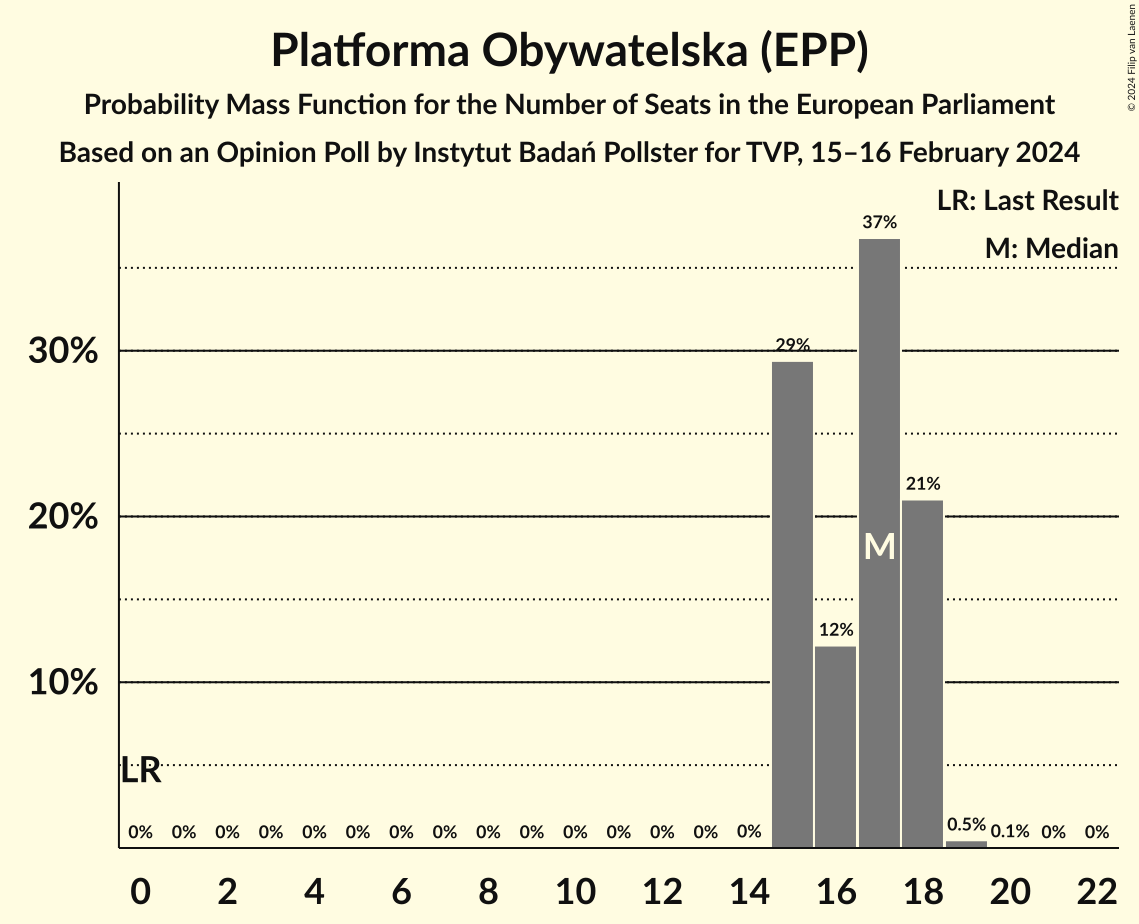 Platforma Obywatelska (EPP)
Probability Mass Function for the Number of Seats in the European Parliament
Based on an Opinion Poll by Instytut Badań Pollster for TVP, 15–16 February 2024
© 2024 Filip van Laenen
LR: Last Result
M: Median
37%
30%
29%
20%
21%
M
12%
10%
LR
0% 0% 0% 0% 0% 0% 0% 0% 0% 0% 0% 0% 0% 0% 0% 0.5% 0.1% 0% 0%
0 2 4 6 8 10 12 14 16 18 20 22